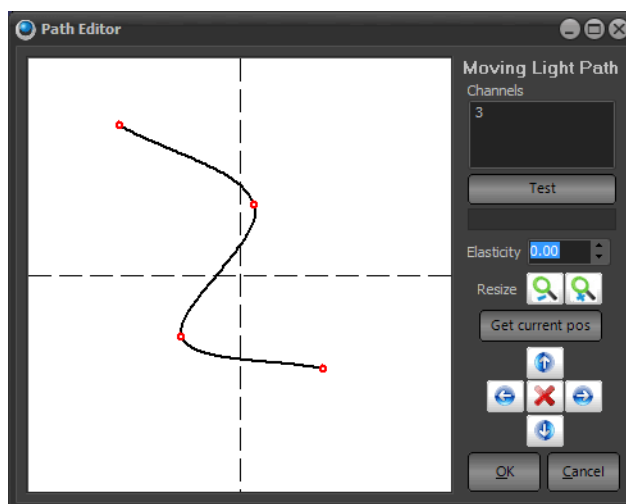 Path Editor
Moving Light Path
Channels
3
Test
Elasticity 0.00
Resize
Get current pos
OK
Cancel